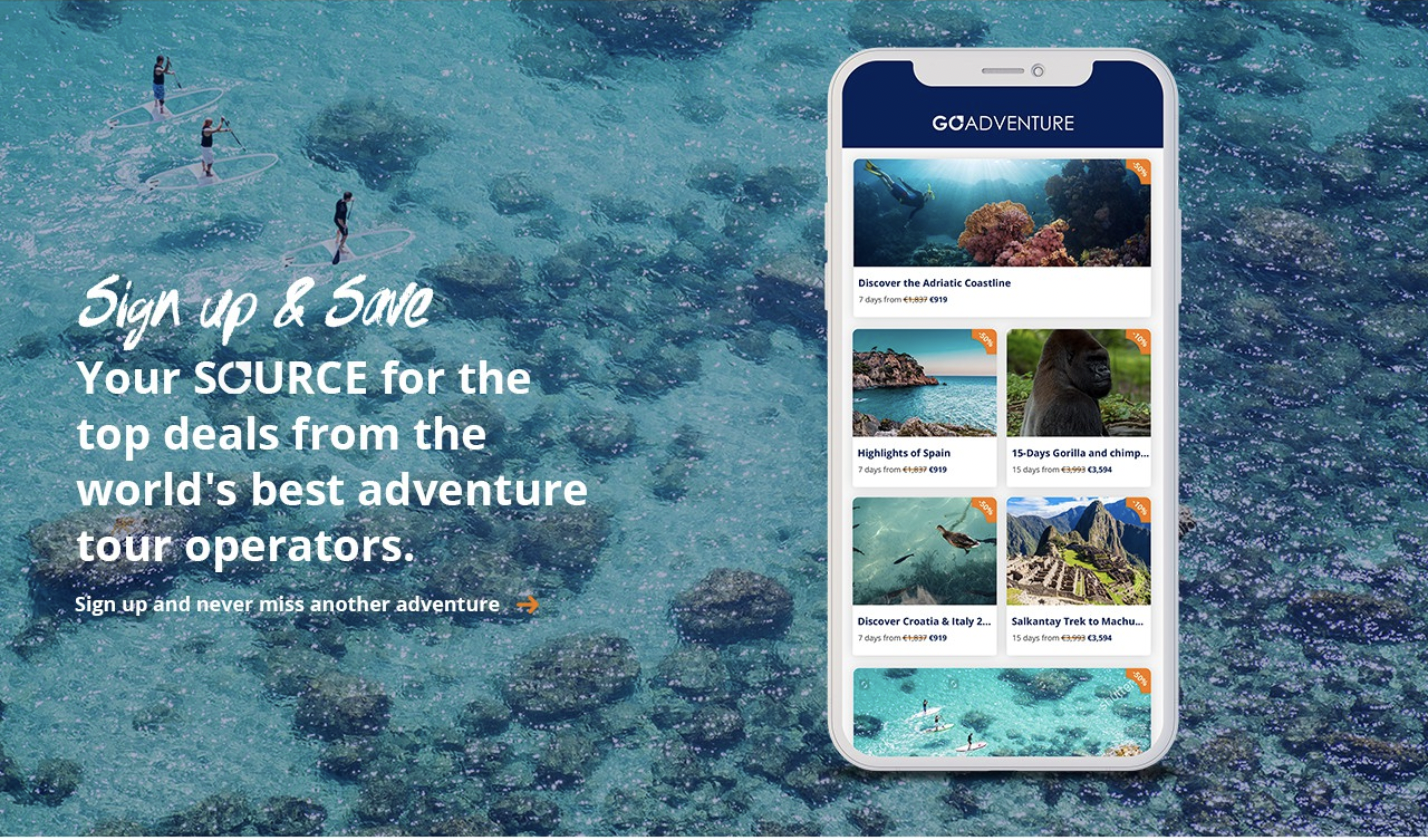 Sign up & Save
Your SOURCE for the
top deals from the
world's best adventure
tour operators.
Sign up and never miss another adventure
GOADVENTURE
-50%
Discover the Adriatic Coastline
7 days from €1,837 €919
-50%
Highlights of Spain
7 days from €1,837 €919
-10%
15-Days Gorilla and chimp...
15 days from €3,993 €3,594
-50%
Discover Croatia & Italy 2...
7 days from €1,837 €919
-10%
Salkantay Trek to Machu...
15 days from €3,993 €3,594
-50%